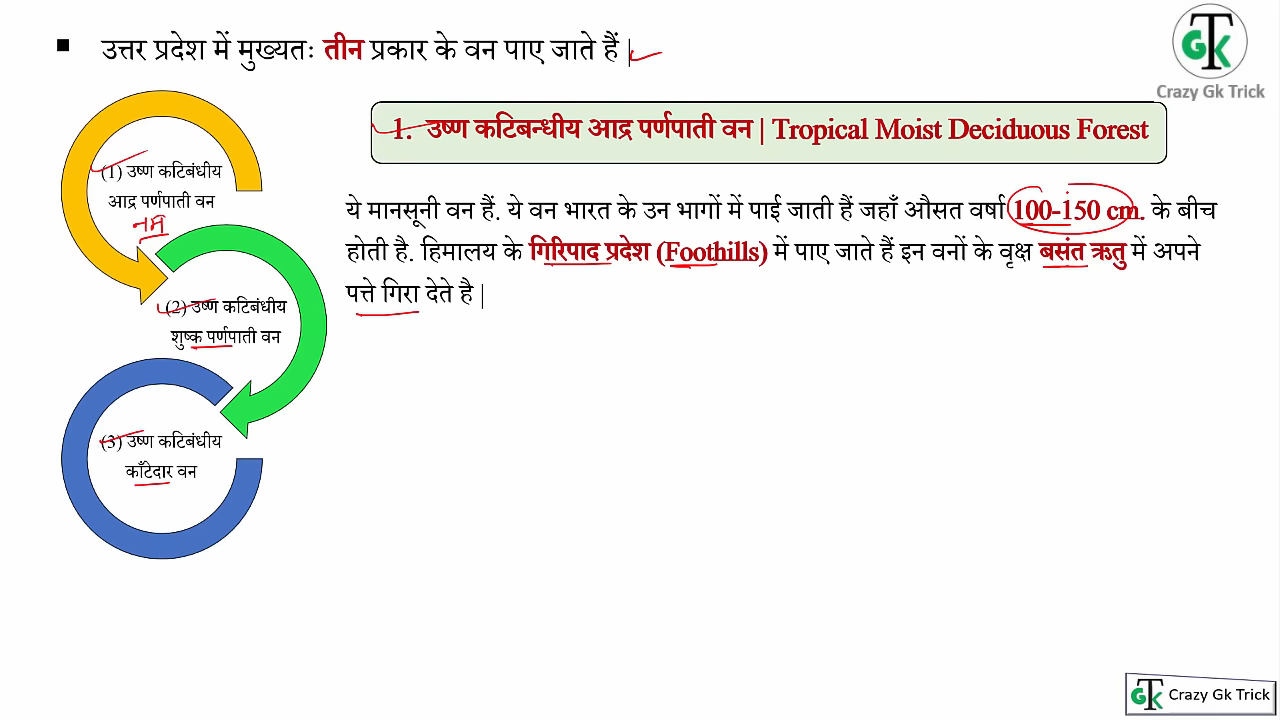 ▪ उत्तर प्रदेश में मुख्यतः तीन प्रकार के वन पाए जाते हैं |
GTK
Crazy Gk Trick
1. उष्ण कटिबन्धीय आद्र पर्णपाती वन | Tropical Moist Deciduous Forest
(1) उष्ण कटिबंधीय
आद्र पर्णपाती वन
नम
ये मानसूनी वन हैं. ये वन भारत के उन भागों में पाई जाती हैं जहाँ औसत वर्षा 100-150 cm. के बीच
होती है. हिमालय के गिरिपाद प्रदेश (Foothills) में पाए जाते हैं इन वनों के वृक्ष बसंत ऋतु में अपने
पत्ते गिरा देते है |
(2) उष्ण कटिबंधीय
शुष्क पर्णपाती वन
(3) उष्ण कटिबंधीय
काँटेदार वन
GTK Crazy Gk Trick